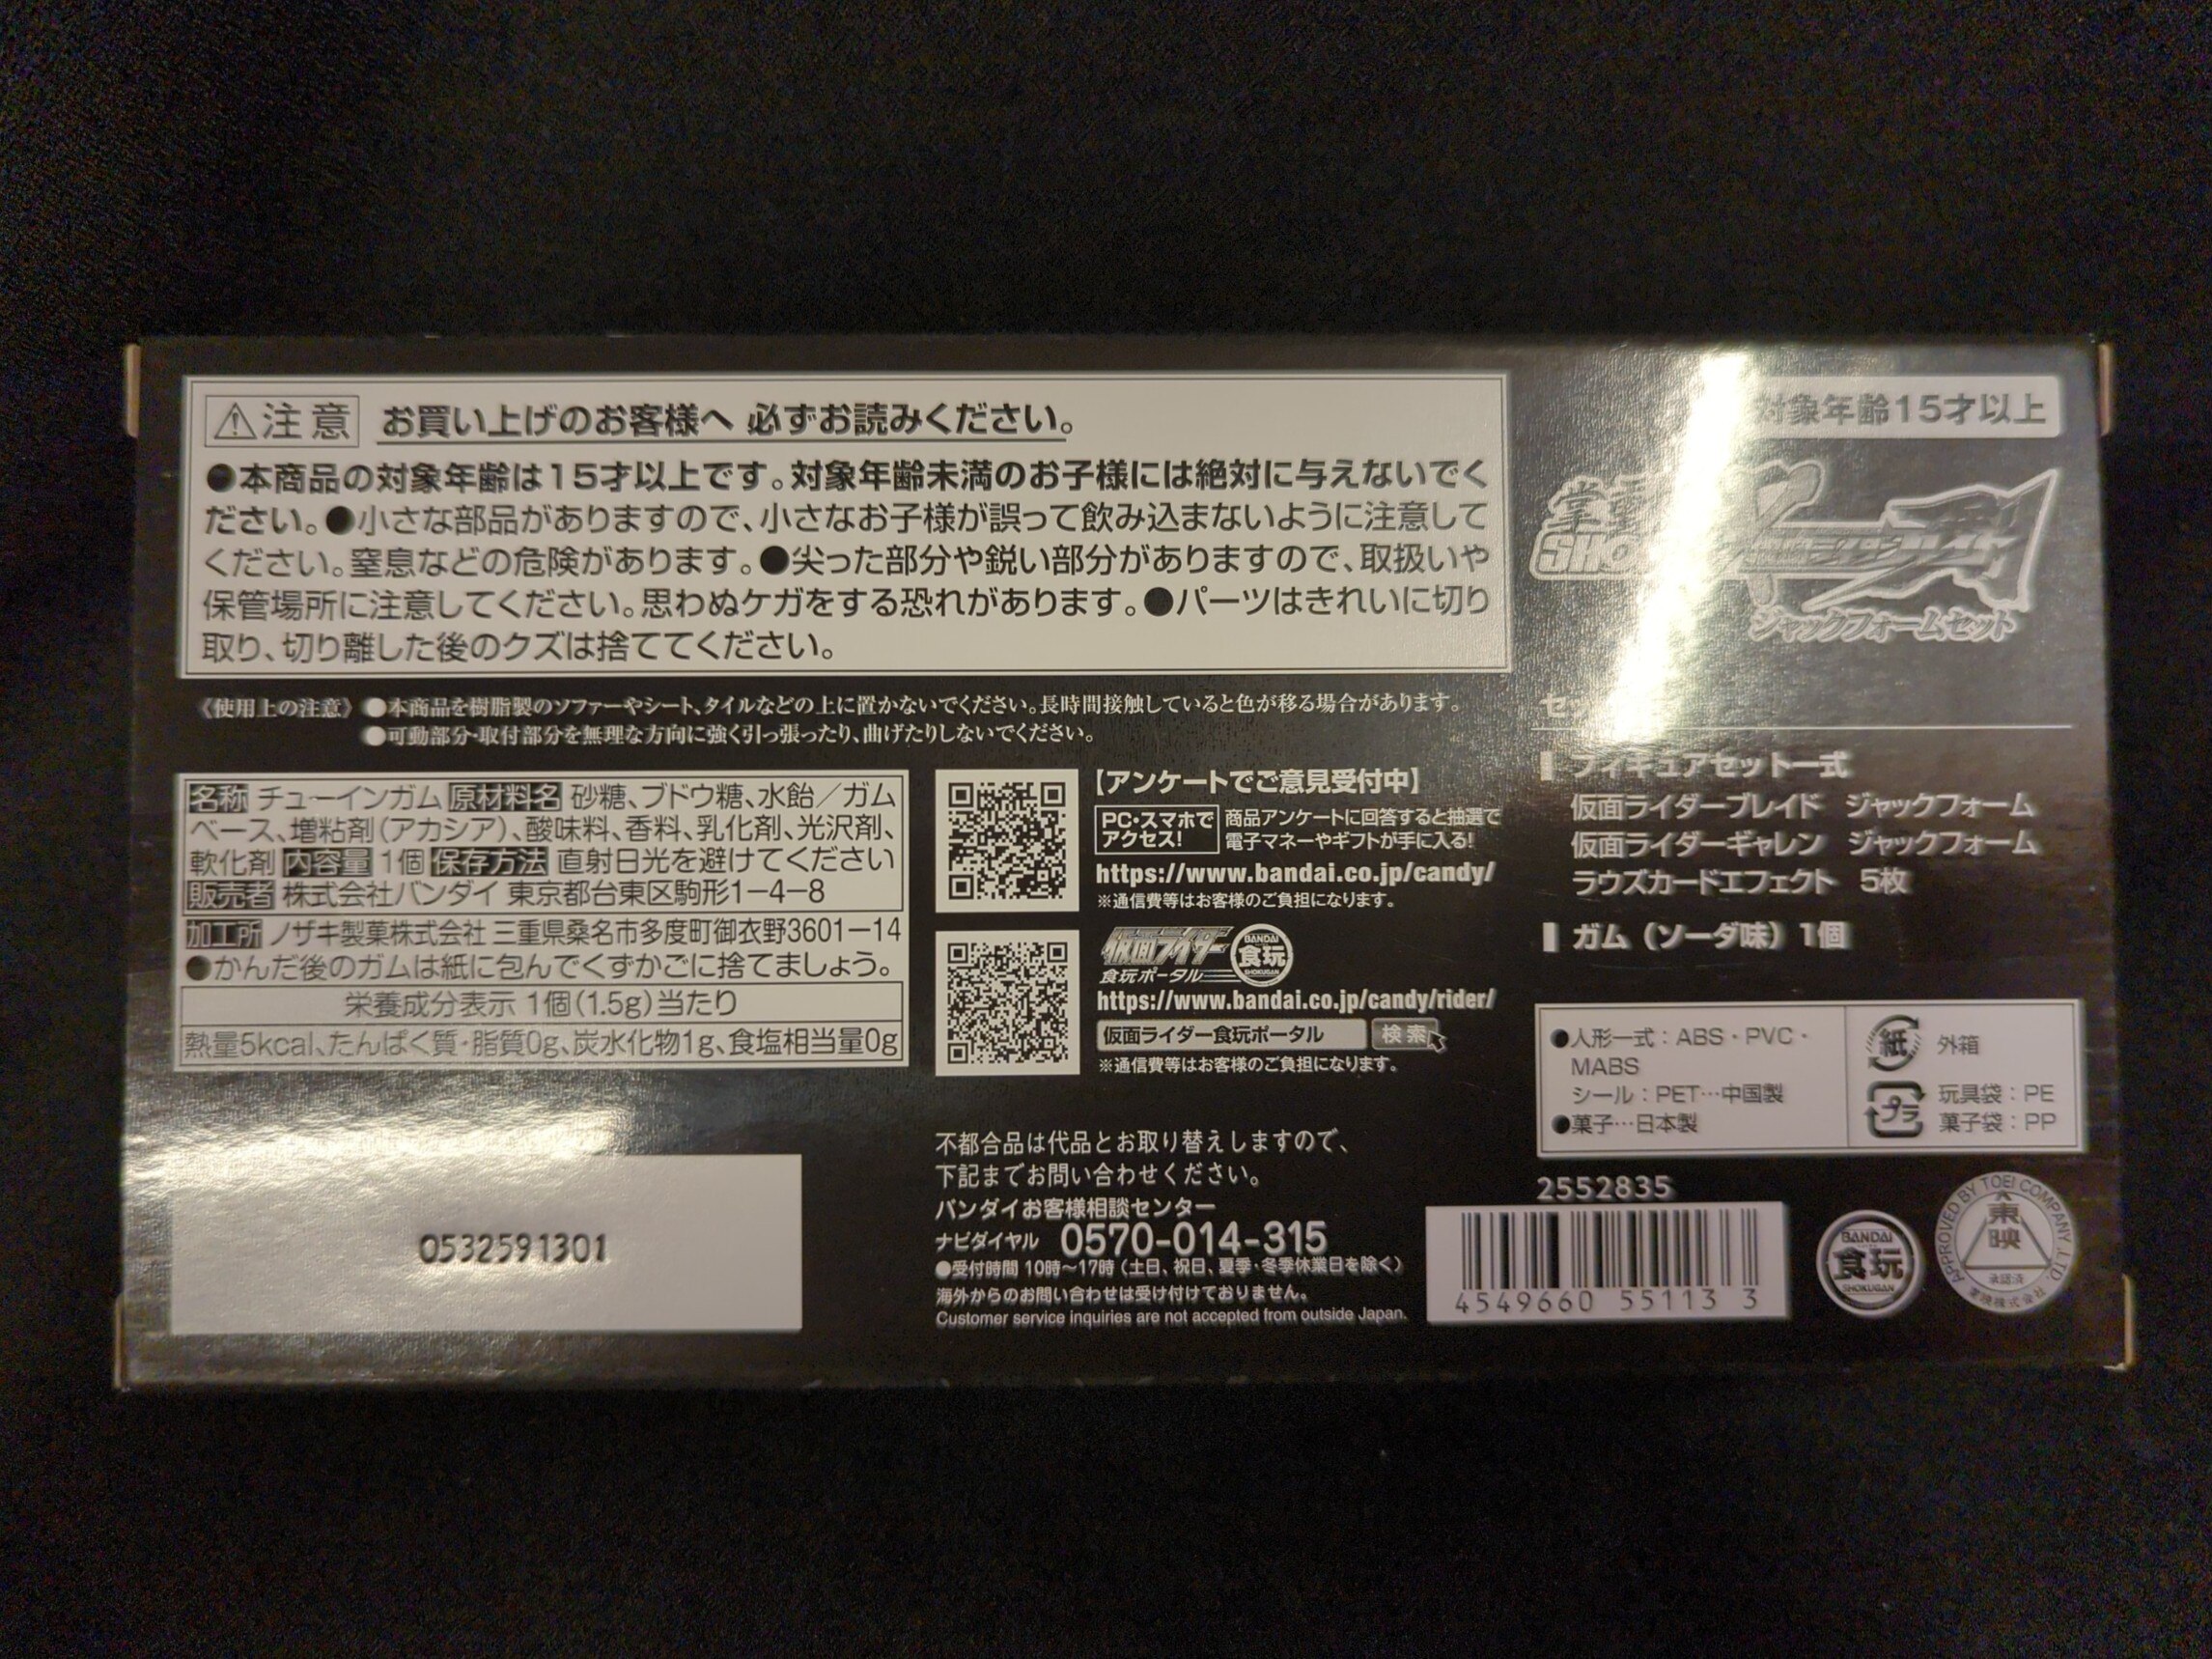 ⚠注意 お買い上げのお客様へ 必ずお読みください。
●本商品の対象年齢は15才以上です。対象年齢未満のお子様には絶対に与えないでく
ださい。●小さな部品がありますので、小さなお子様が誤って飲み込まないように注意して
ください。窒息などの危険があります。●尖った部分や鋭い部分がありますので、取扱いや
保管場所に注意してください。思わぬケガをする恐れがあります。●パーツはきれいに切り
取り、切り離した後のクズは捨ててください。
《使用上の注意》●本商品を樹脂製のソファーやシート、タイルなどの上に置かないでください。長時間接触していると色が移る場合があります。
●可動部分・取付部分を無理な方向に強く引っ張ったり、曲げたりしないでください。
名称 チューインガム 原材料名 砂糖、ブドウ糖、水飴／ガム
ベース、増粘剤(アカシア)、酸味料、香料、乳化剤、光沢剤、
軟化剤 内容量 1個 保存方法 直射日光を避けてください
販売者 株式会社バンダイ 東京都台東区駒形1－4－8
加工所 ノザキ製菓株式会社 三重県桑名市多度町御衣野3601－14
●かんだ後のガムは紙に包んでくずかごに捨てましょう。
栄養成分表示 1個(1.5g)当たり
熱量5kcal、たんぱく質・脂質0g、炭水化物1g、食塩相当量0g
0532591301
【アンケートでご意見受付中】
PC・スマホで
アクセス!
商品アンケートに回答すると抽選で
電子マネーやギフトが手に入る!
https://www.bandai.co.jp/candy/
※通信費等はお客様のご負担になります。
仮面ライダー
食玩ポータル
BANDAI
食玩
SHOKUGAN
https://www.bandai.co.jp/candy/rider/
仮面ライダー食玩ポータル 検索
※通信費等はお客様のご負担になります。
不都合品は代品とお取り替えしますので、
下記までお問い合わせください。
バンダイお客様相談センター
ナビダイヤル 0570-014-315
●受付時間 10時～17時（土日、祝日、夏季・冬季休業日を除く）
海外からのお問い合わせは受け付けておりません。
Customer service inquiries are not accepted from outside Japan.
対象年齢15才以上
ジャックフォームセット
フィギュアセット一式
仮面ライダーブレイド ジャックフォーム
仮面ライダーギャレン ジャックフォーム
ラウズカードエフェクト 5枚
ガム（ソーダ味）1個
●人形一式：ABS・PVC・
MABS
シール：PET…中国製
●菓子…日本製
紙 外箱
プラ 玩具袋：PE
菓子袋：PP
2552835
4549660 55113 3
BANDAI
食玩
SHOKUGAN
APPROVED BY TOEI COMPANY, LTD.
東映
承認済
東映株式会社